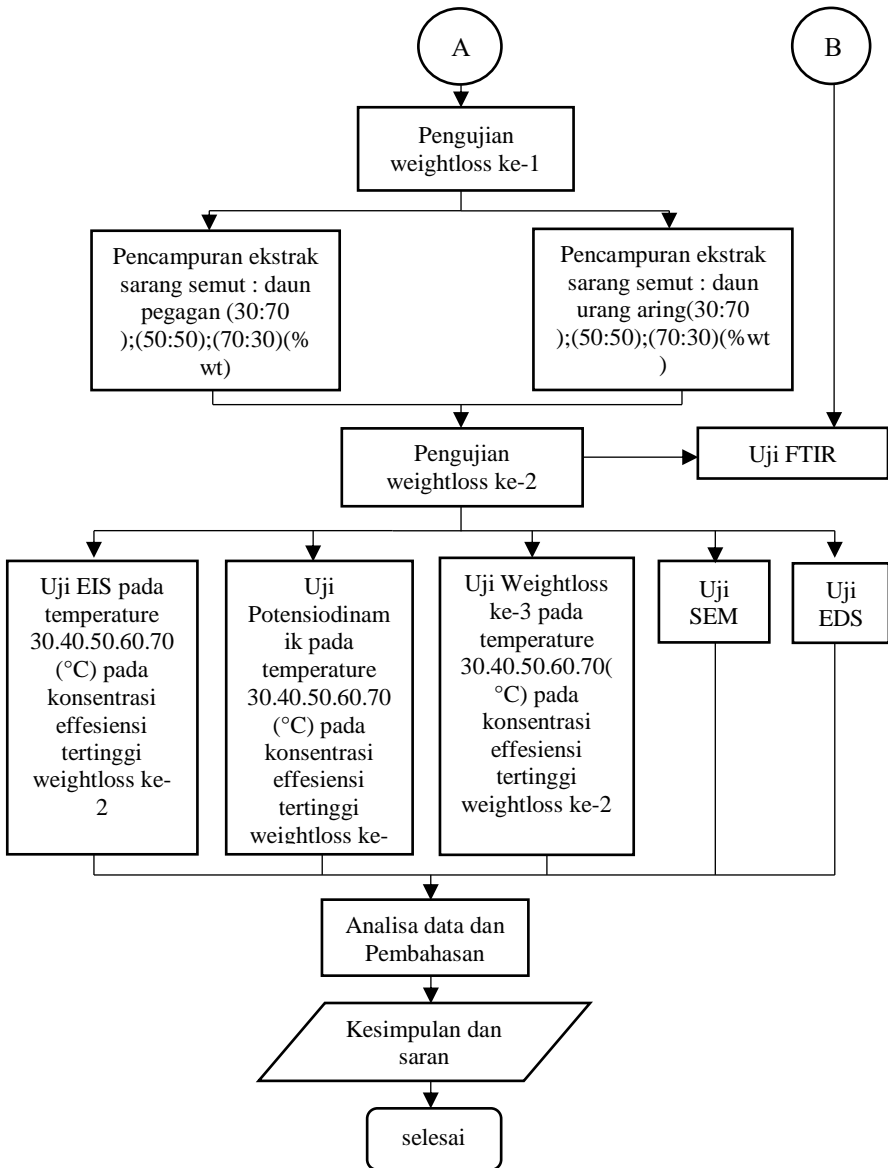 A
B
Pengujian
weightloss ke-1
Pencampuran ekstrak
sarang semut : daun
pegagan (30:70
);(50:50);(70:30)(%
wt)
Pencampuran ekstrak
sarang semut : daun
urang aring(30:70
);(50:50);(70:30)(%wt
)
Pengujian
weightloss ke-2
Uji FTIR
Uji EIS pada
temperature
30.40.50.60.70
(°C) pada
konsentrasi
effesiensi
tertinggi
weightloss ke-
2
Uji
Potensiodinam
ik pada
temperature
30.40.50.60.70
(°C) pada
konsentrasi
effesiensi
tertinggi
weightloss ke-
Uji Weightloss
ke-3 pada
temperature
30.40.50.60.70(
°C) pada
konsentrasi
effesiensi
tertinggi
weightloss ke-2
Uji
SEM
Uji
EDS
Analisa data dan
Pembahasan
Kesimpulan dan
saran
selesai